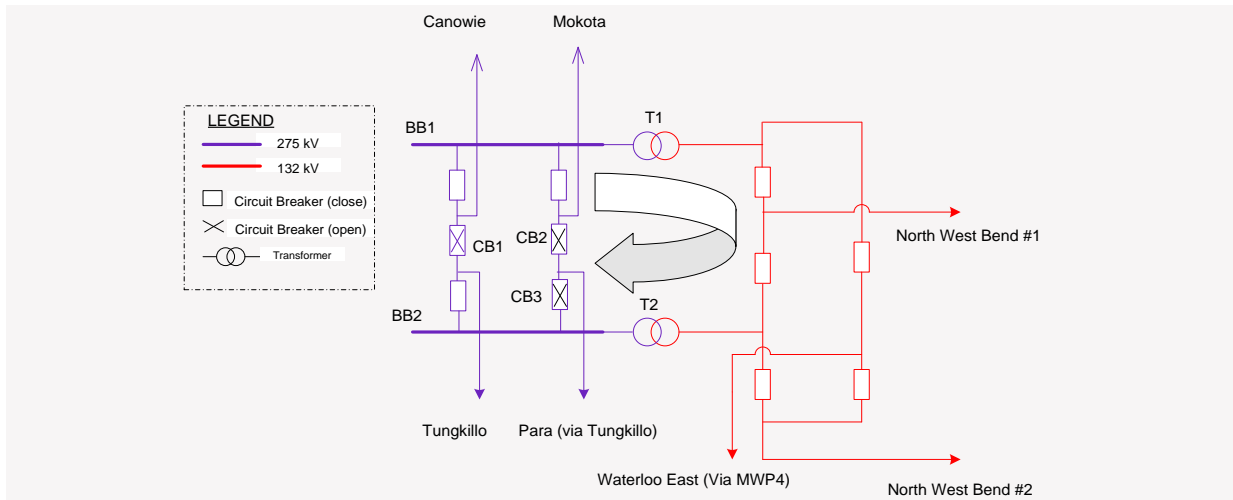 Canowie
Mokota
LEGEND
275 kV
132 kV
Circuit Breaker (close)
Circuit Breaker (open)
Transformer
BB1
T1
CB1
CB2
North West Bend #1
CB3
T2
BB2
Tungkillo
Para (via Tungkillo)
Waterloo East (Via MWP4)
North West Bend #2